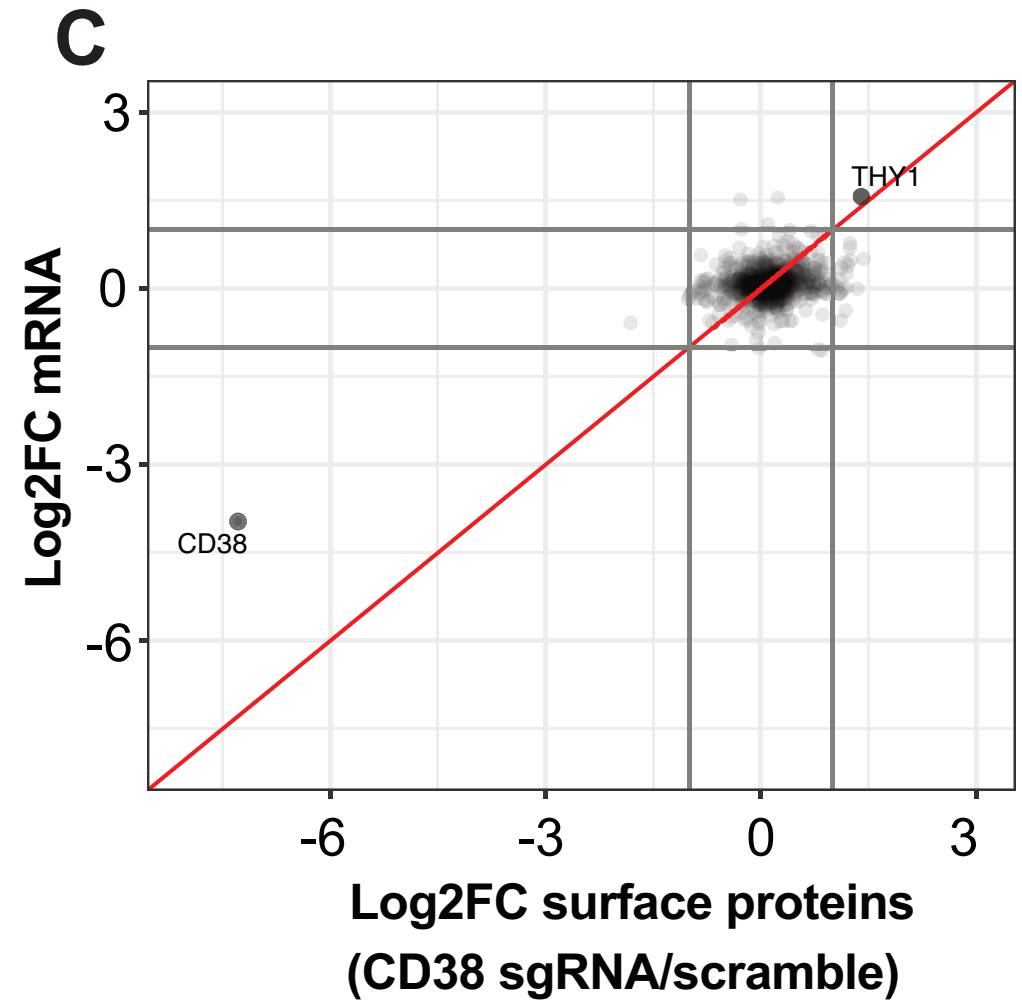 C
3
0
-3
-6
Log2FC mRNA
THY1
CD38
-6
-3
0
3
Log2FC surface proteins
(CD38 sgRNA/scramble)